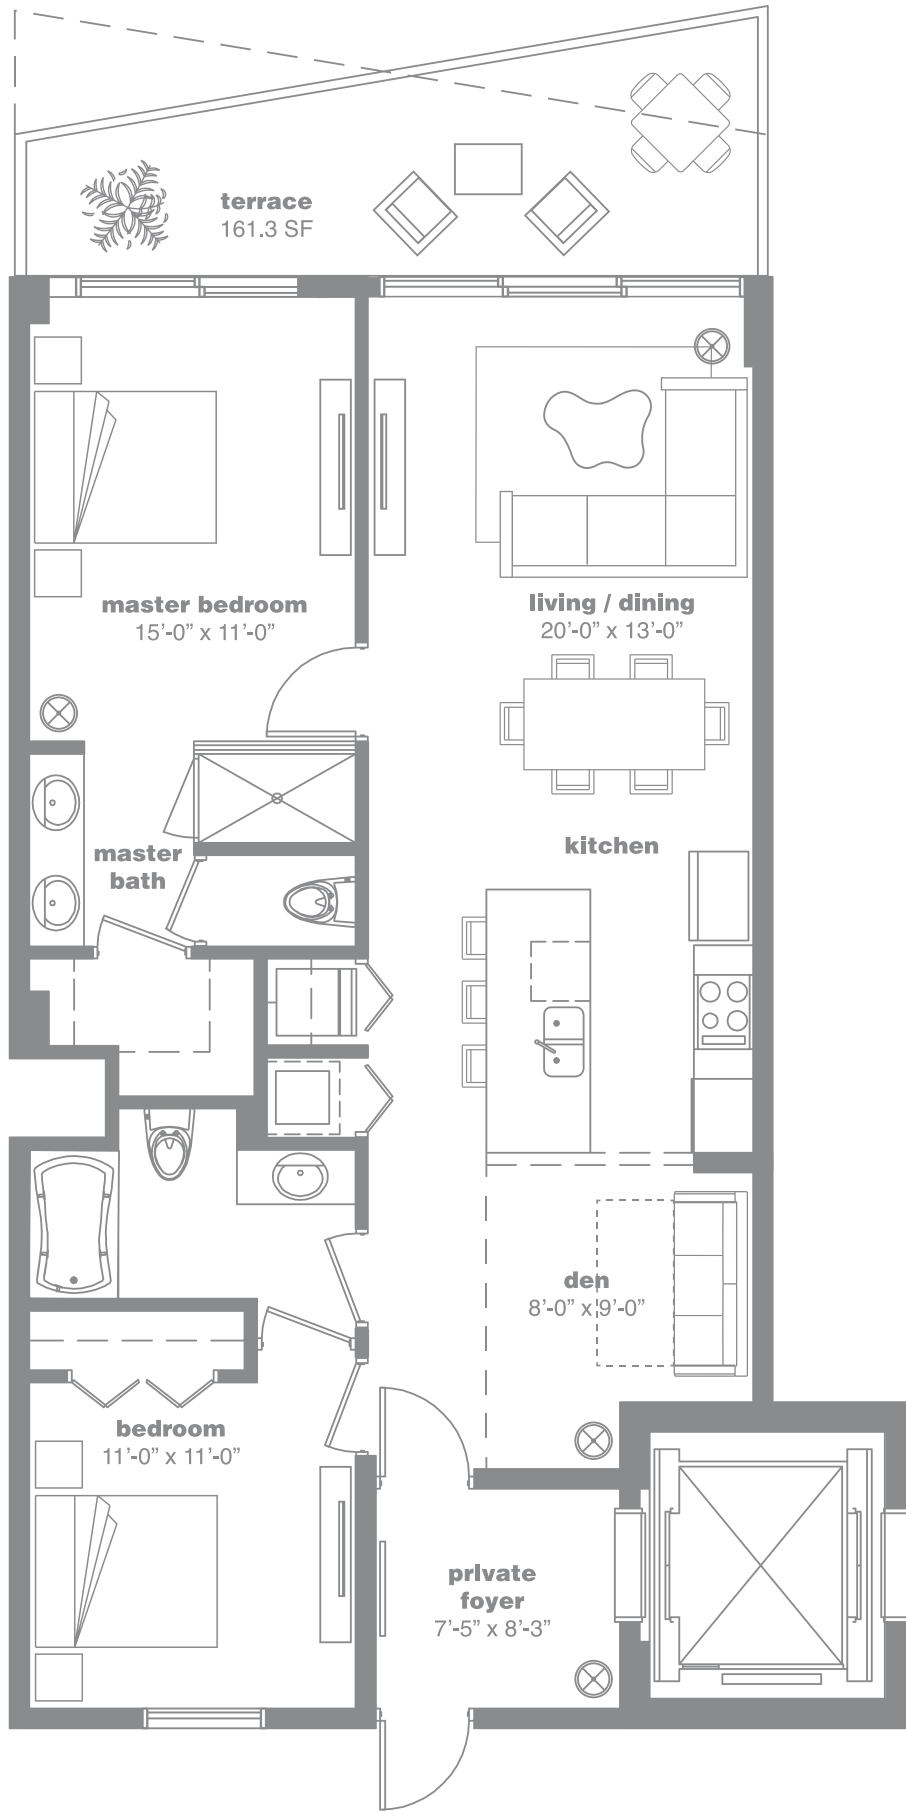 terrace
161.3 SF
master bedroom
15’-0” x 11’-0”
living / dining
20’-0” x 13’-0”
kitchen
master
bath
den
8’-0” x 9’-0”
bedroom
11’-0” x 11’-0”
prIvate
foyer
7’-5” x 8’-3”